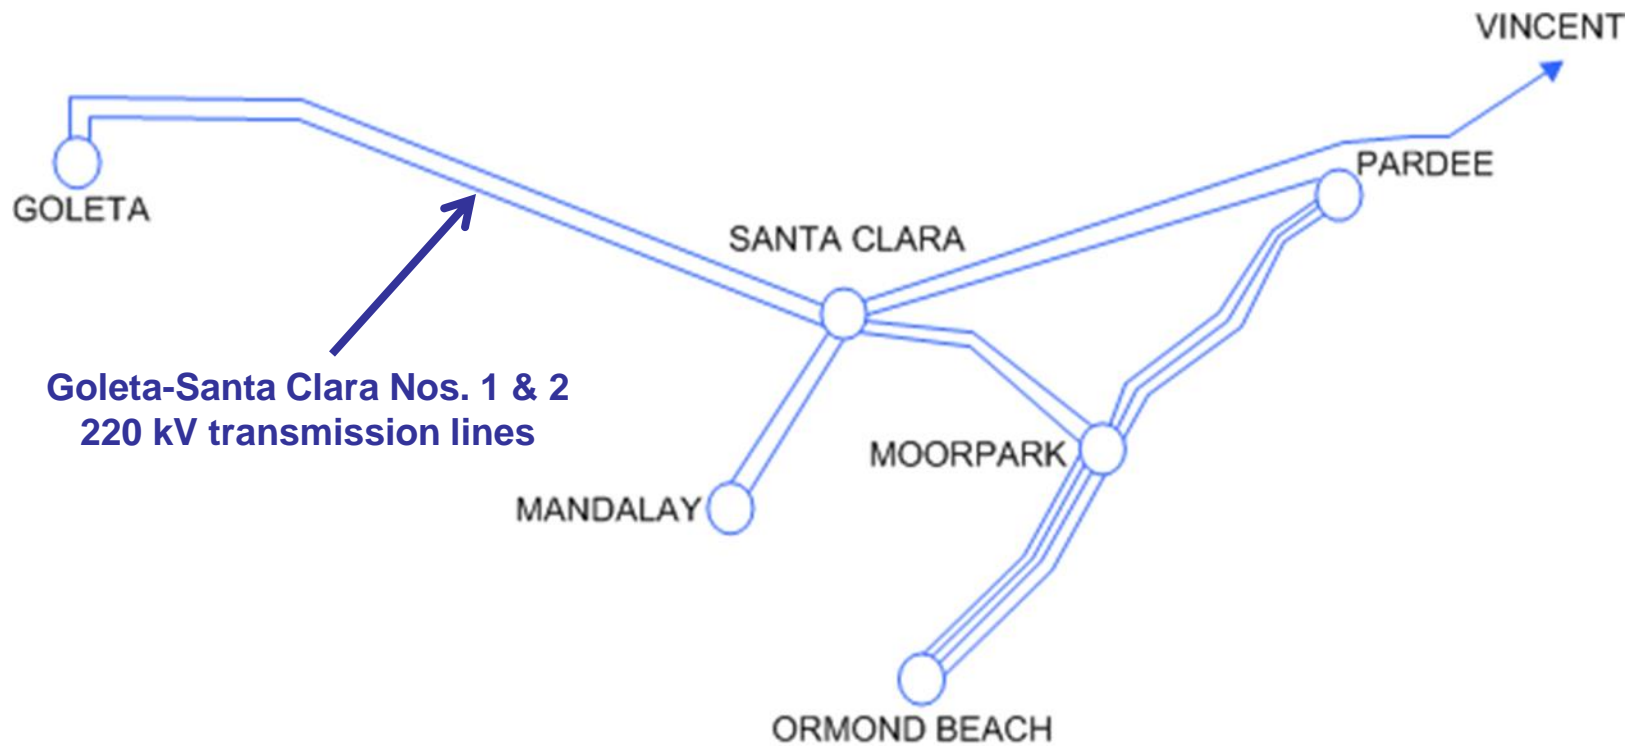 VINCENT
PARDEE
GOLETA
SANTA CLARA
Goleta-Santa Clara Nos. 1 & 2
220 kV transmission lines
MOORPARK
MANDALAY
ORMOND BEACH